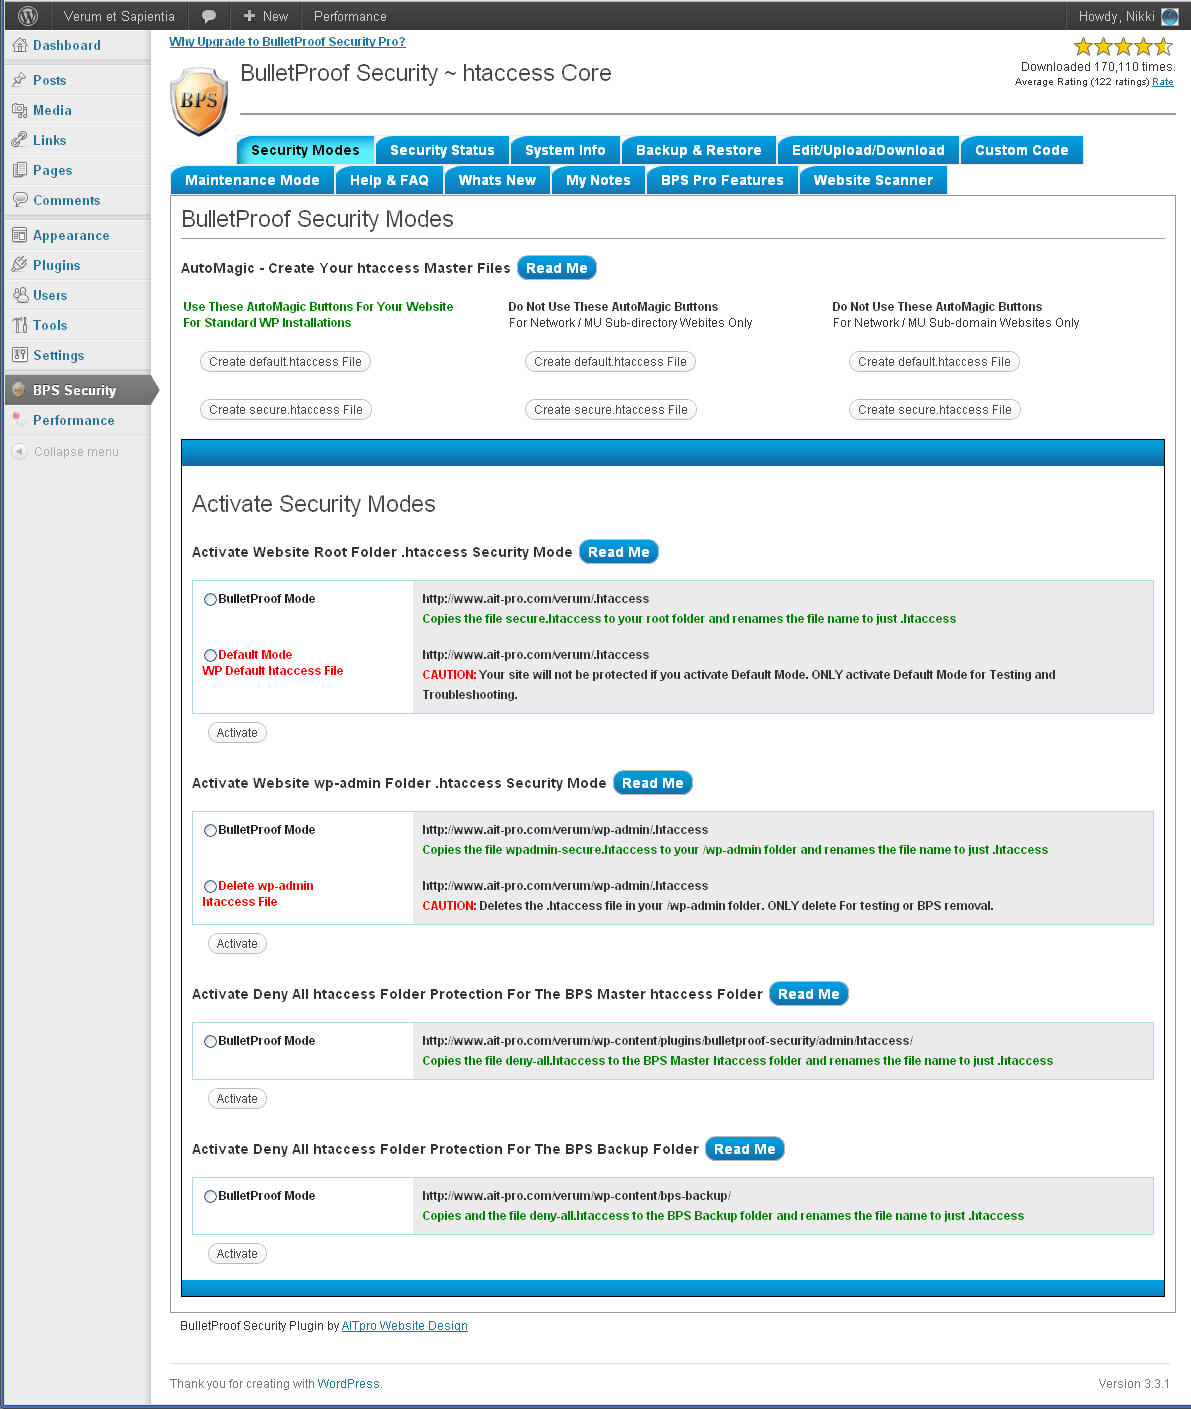 Verum et Sapientia
New
Performance
Howdy, Nikki
Dashboard
Posts
Media
Links
Pages
Comments
Appearance
Plugins
Users
Tools
Settings
BPS Security
Performance
Collapse menu
Why Upgrade to BulletProof Security Pro?
BPS
BulletProof Security ~ htaccess Core
Downloaded 170,110 times.
Average Rating (122 ratings) Rate
Security Modes Security Status System Info Backup & Restore Edit/Upload/Download Custom Code
Maintenance Mode Help & FAQ Whats New My Notes BPS Pro Features Website Scanner
BulletProof Security Modes
AutoMagic - Create Your htaccess Master Files Read Me
Use These AutoMagic Buttons For Your Website
For Standard WP Installations
Create default.htaccess File
Create secure.htaccess File
Do Not Use These AutoMagic Buttons
For Network / MU Sub-directory Webites Only
Create default.htaccess File
Create secure.htaccess File
Do Not Use These AutoMagic Buttons
For Network / MU Sub-domain Websites Only
Create default.htaccess File
Create secure.htaccess File
Activate Security Modes
Activate Website Root Folder .htaccess Security Mode Read Me
BulletProof Mode
http://www.ait-pro.com/verum/.htaccess
Copies the file secure.htaccess to your root folder and renames the file name to just .htaccess
Default Mode
WP Default htaccess File
http://www.ait-pro.com/verum/.htaccess
CAUTION: Your site will not be protected if you activate Default Mode. ONLY activate Default Mode for Testing and
Troubleshooting.
Activate
Activate Website wp-admin Folder .htaccess Security Mode Read Me
BulletProof Mode
http://www.ait-pro.com/verum/wp-admin/.htaccess
Copies the file wpadmin-secure.htaccess to your /wp-admin folder and renames the file name to just .htaccess
Delete wp-admin
htaccess File
http://www.ait-pro.com/verum/wp-admin/.htaccess
CAUTION: Deletes the .htaccess file in your /wp-admin folder. ONLY delete For testing or BPS removal.
Activate
Activate Deny All htaccess Folder Protection For The BPS Master htaccess Folder Read Me
BulletProof Mode
http://www.ait-pro.com/verum/wp-content/plugins/bulletproof-security/admin/htaccess/
Copies the file deny-all.htaccess to the BPS Master htaccess folder and renames the file name to just .htaccess
Activate
Activate Deny All htaccess Folder Protection For The BPS Backup Folder Read Me
BulletProof Mode
http://www.ait-pro.com/verum/wp-content/bps-backup/
Copies and the file deny-all.htaccess to the BPS Backup folder and renames the file name to just .htaccess
Activate
BulletProof Security Plugin by AITpro Website Design
Thank you for creating with WordPress.
Version 3.3.1